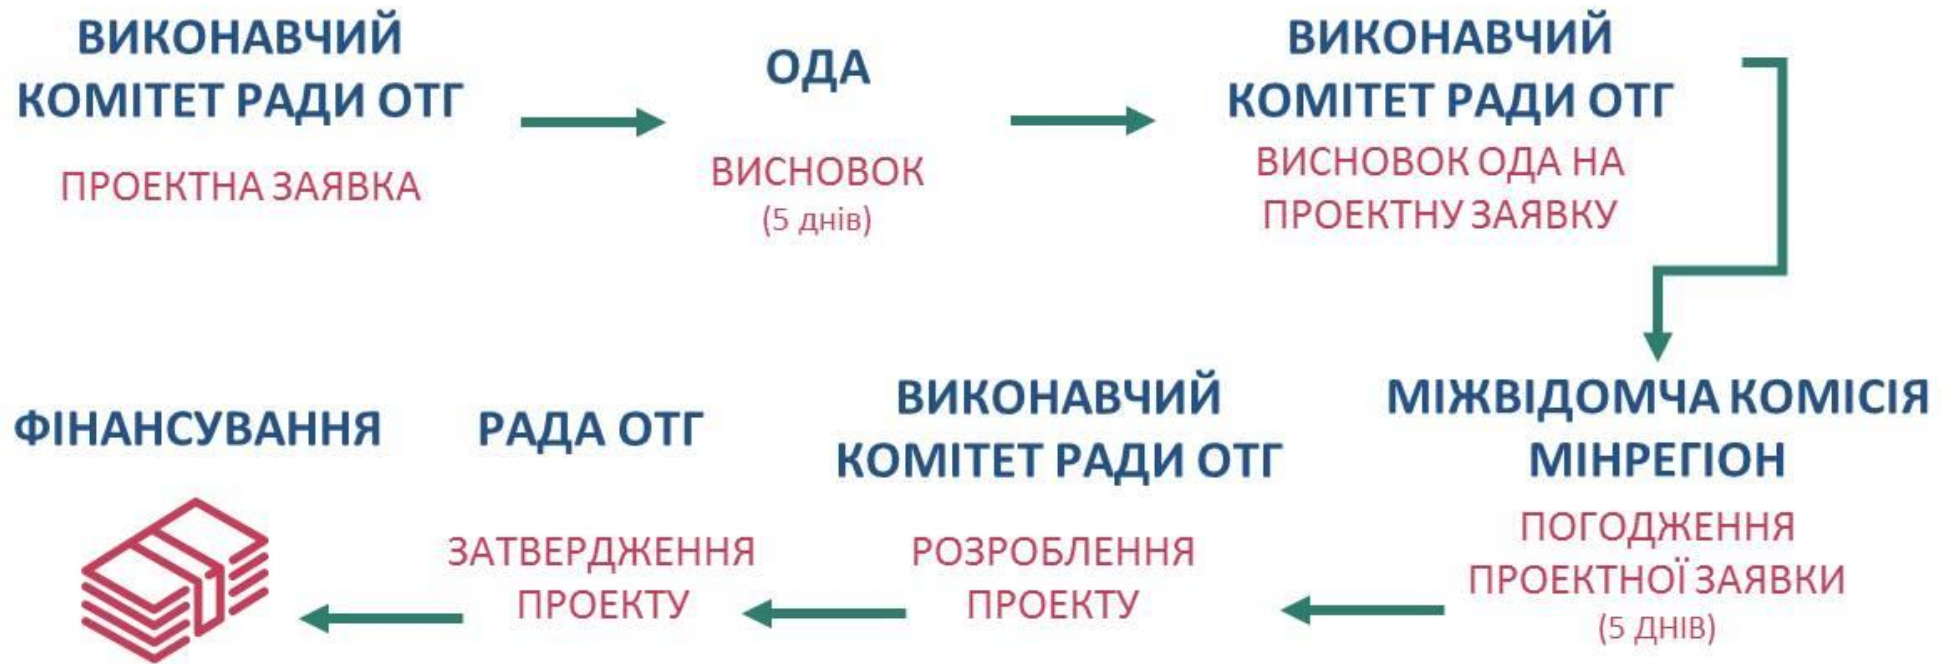 ВИКОНАВЧИЙ
КОМІТЕТ РАДИ ОТГ
ПРОЕКТНА ЗАЯВКА
ОДА
ВИСНОВОК
(5 днів)
ВИКОНАВЧИЙ
КОМІТЕТ РАДИ ОТГ
ВИСНОВОК ОДА НА
ПРОЕКТНУ ЗАЯВКУ
МІЖВІДОМЧА КОМІСІЯ
МІНРЕГІОН
ПОГОДЖЕННЯ
ПРОЕКТНОЇ ЗАЯВКИ
(5 ДНІВ)
ВИКОНАВЧИЙ
КОМІТЕТ РАДИ ОТГ
РОЗРОБЛЕННЯ
ПРОЕКТУ
РАДА ОТГ
ЗАТВЕРДЖЕННЯ
ПРОЕКТУ
ФІНАНСУВАННЯ